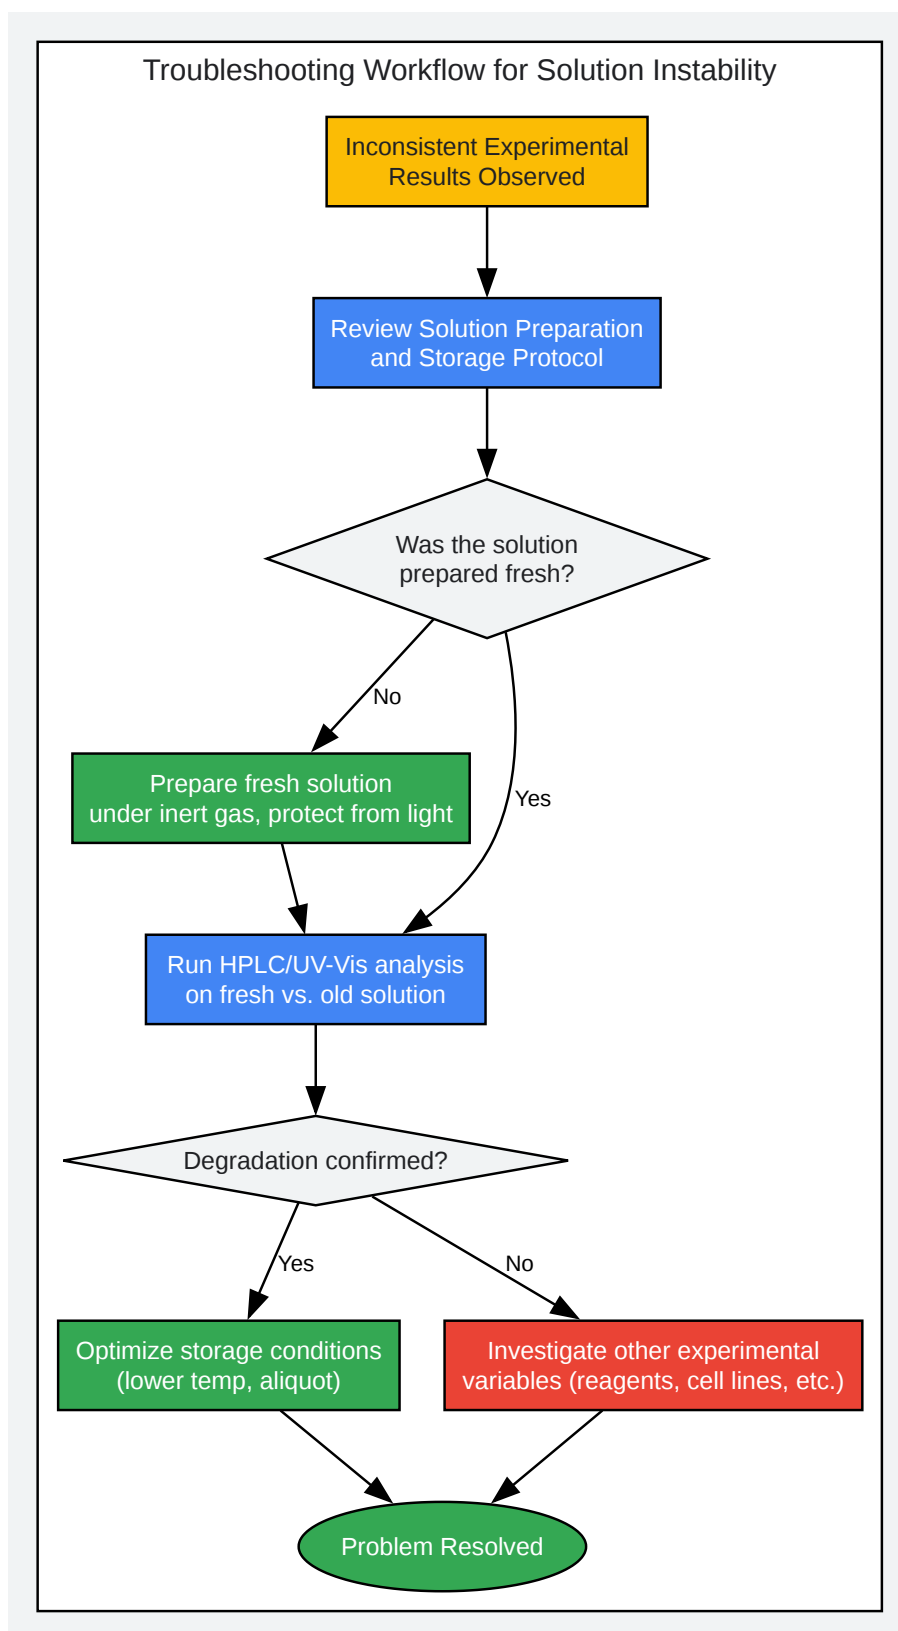 Troubleshooting Workflow for Solution Instability
Inconsistent Experimental
Results Observed
Review Solution Preparation
and Storage Protocol
Was the solution
prepared fresh?
No
Prepare fresh solution
under inert gas, protect from light
Yes
Run HPLC/UV-Vis analysis
on fresh vs. old solution
Degradation confirmed?
Yes
No
Optimize storage conditions
(lower temp, aliquot)
Investigate other experimental
variables (reagents, cell lines, etc.)
Problem Resolved